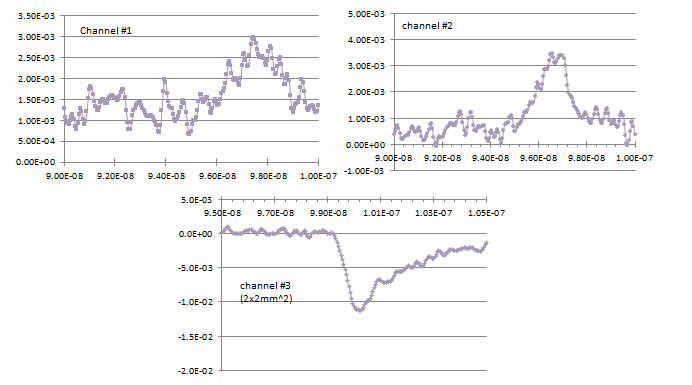 Channel #1
3.50E-03
3.00E-03
2.50E-03
2.00E-03
1.50E-03
1.00E-03
5.00E-04
0.00E+00
9.00E-08 9.20E-08 9.40E-08 9.60E-08 9.80E-08 1.00E-07
channel #2
5.00E-03
4.00E-03
3.00E-03
2.00E-03
1.00E-03
0.00E+00
-1.00E-03
9.00E-08 9.20E-08 9.40E-08 9.60E-08 9.80E-08 1.00E-07
5.0E-03
9.50E-08 9.70E-08 9.90E-08 1.01E-07 1.03E-07 1.05E-07
0.0E+00
-5.0E-03
-1.0E-02
-1.5E-02
-2.0E-02
channel #3
(2x2mm^2)